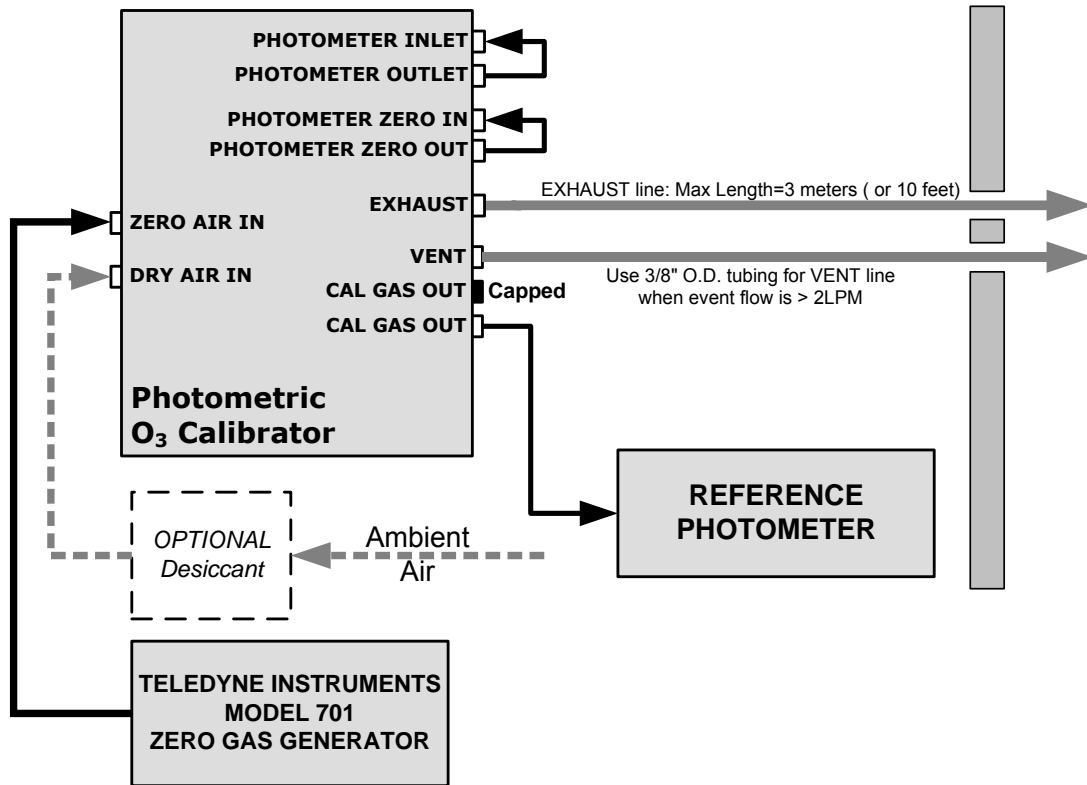 PHOTOMETER INLET
PHOTOMETER OUTLET
PHOTOMETER ZERO IN
PHOTOMETER ZERO OUT
EXHAUST
EXHAUST line: Max Length=3 meters ( or 10 feet)
ZERO AIR IN
VENT
DRY AIR IN
Use 3/8" O.D. tubing for VENT line
when event flow is > 2LPM
CAL GAS OUT
Capped
CAL GAS OUT
Photometric
O₃ Calibrator
REFERENCE
PHOTOMETER
OPTIONAL
Desiccant
Ambient
Air
TELEDYNE INSTRUMENTS
MODEL 701
ZERO GAS GENERATOR